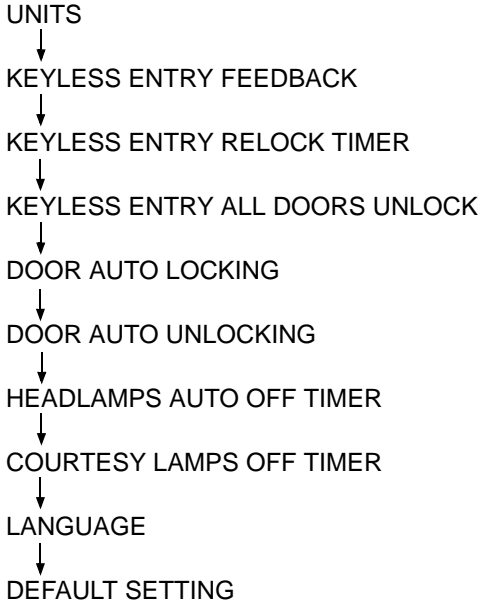 UNITS
KEYLESS ENTRY FEEDBACK
KEYLESS ENTRY RELOCK TIMER
KEYLESS ENTRY ALL DOORS UNLOCK
DOOR AUTO LOCKING
DOOR AUTO UNLOCKING
HEADLAMPS AUTO OFF TIMER
COURTESY LAMPS OFF TIMER
LANGUAGE
DEFAULT SETTING